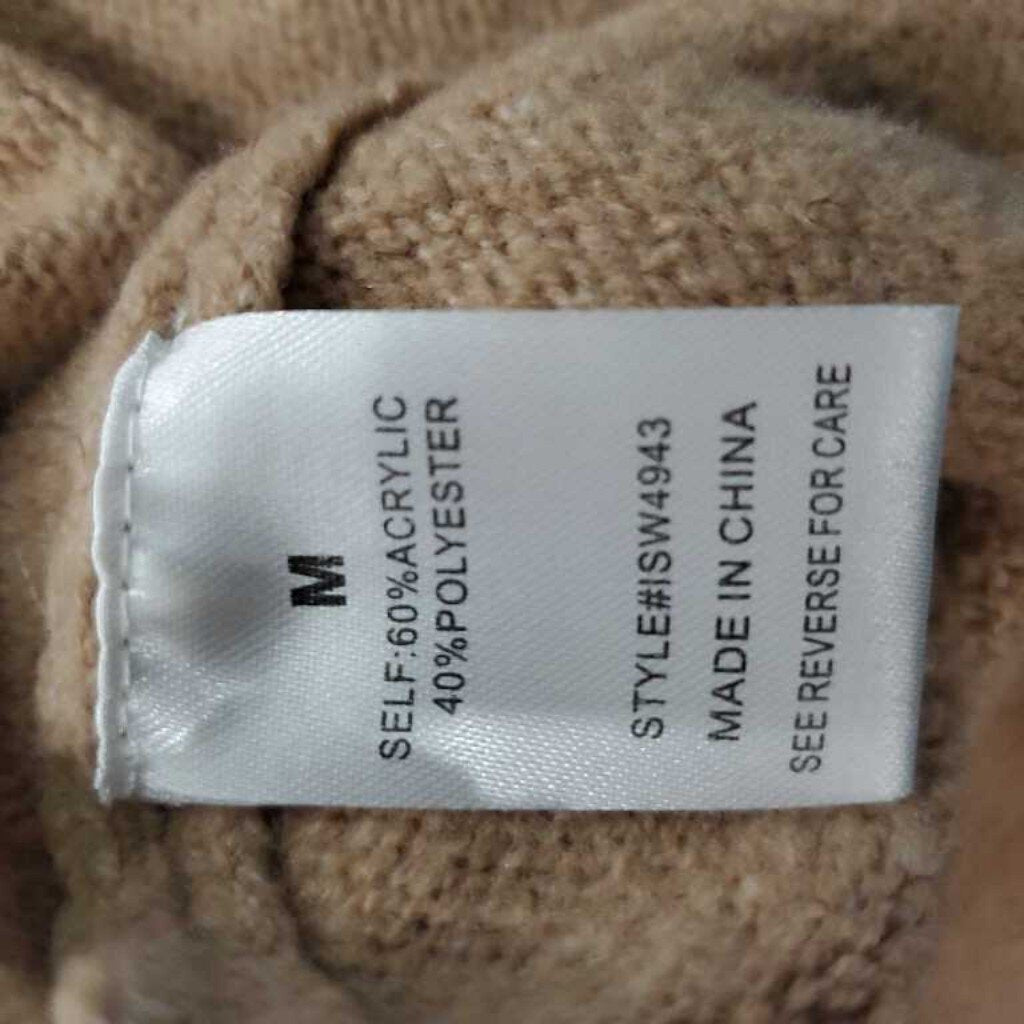 M
SELF:60%ACRYLIC
40%POLYESTER
STYLE#ISW4943
MADE IN CHINA
SEE REVERSE FOR CARE